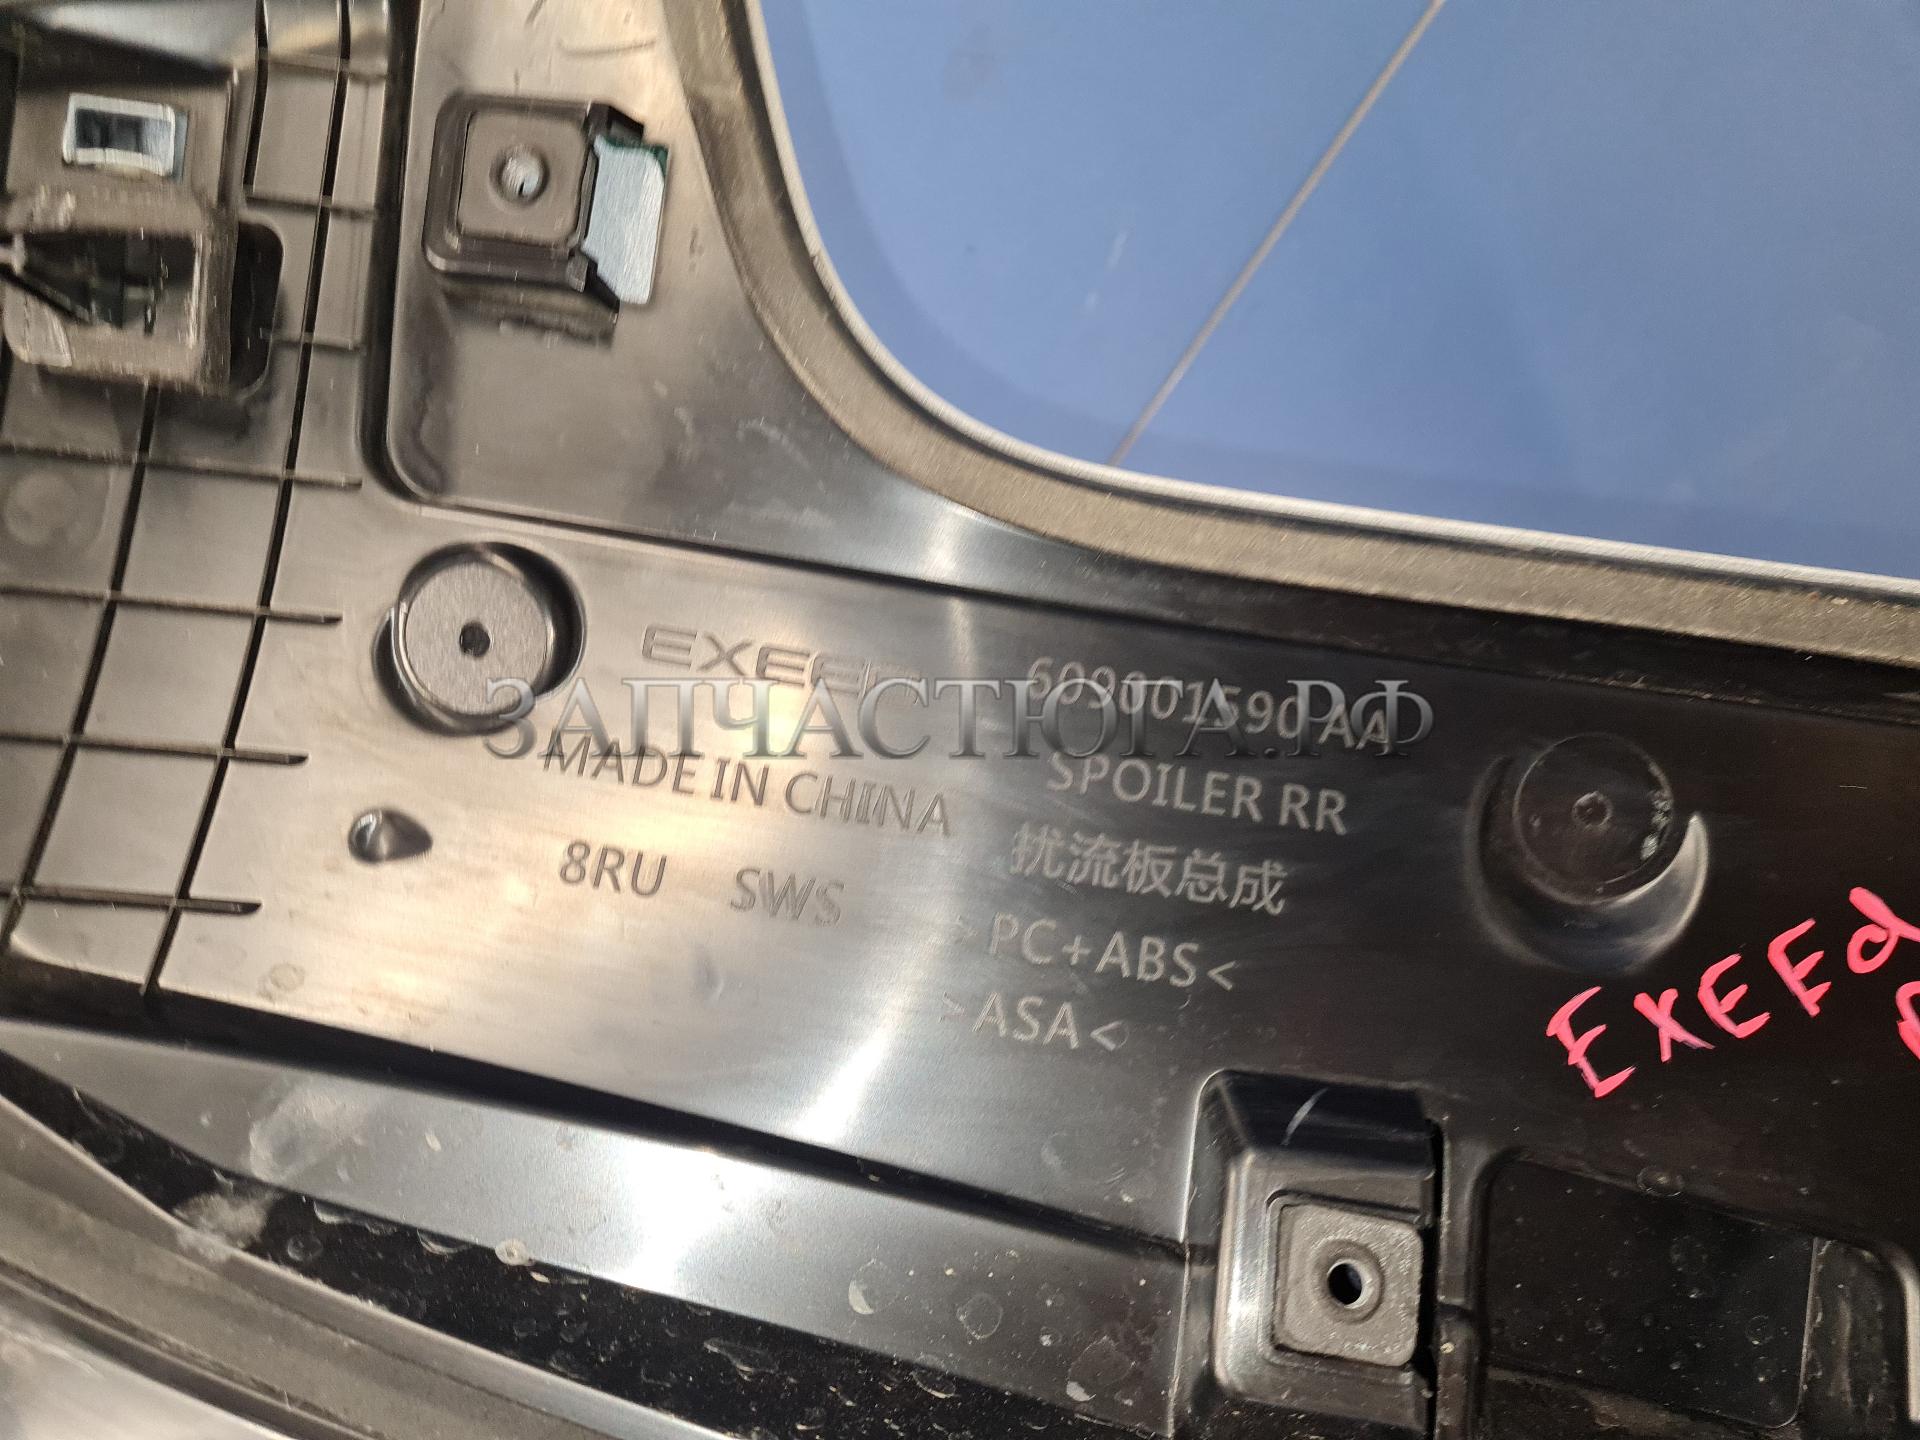 EXEED
609001590AA
ЗАПЧАСТЮГА.РФ
MADE IN CHINA
SPOILER RR
8RU SWS
扰流板总成
>PC+ABS<
>ASA<
EXEEd